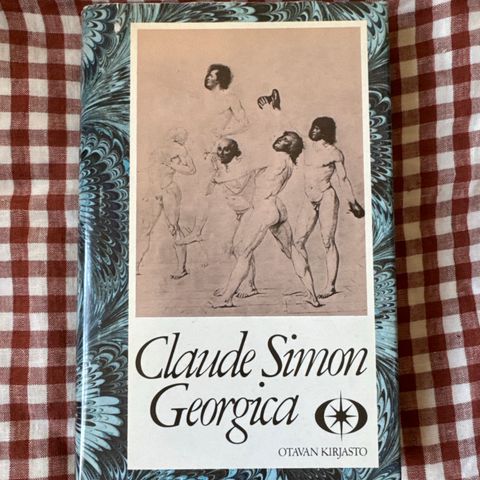 Claude Simon
Georgica
OTAVAN KIRJASTO